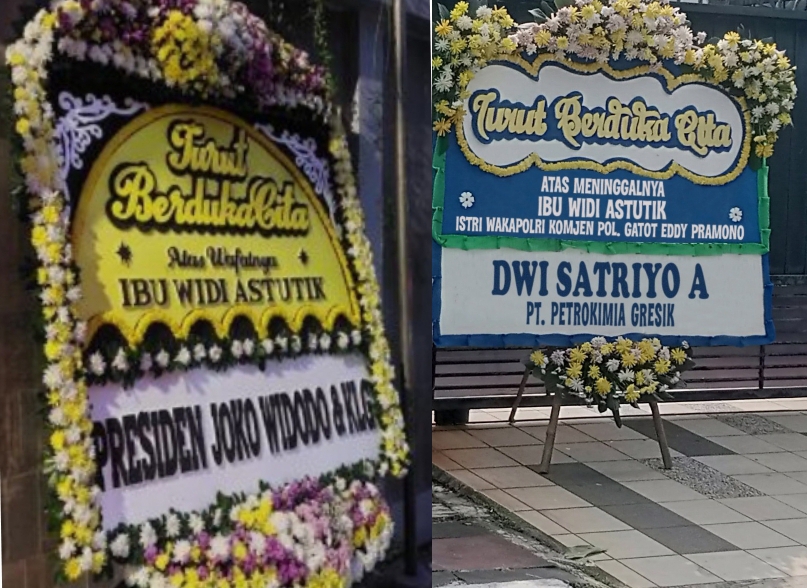 Turut
Berduka Cita
Atas Wafatnya
IBU WIDI ASTUTIK
PRESIDEN JOKO WIDODO & KLG
Turut Berduka Cita
ATAS MENINGGALNYA
IBU WIDI ASTUTIK
ISTRI WAKAPOLRI KOMJEN POL. GATOT EDDY PRAMONO
DWI SATRIYO A
PT. PETROKIMIA GRESIK